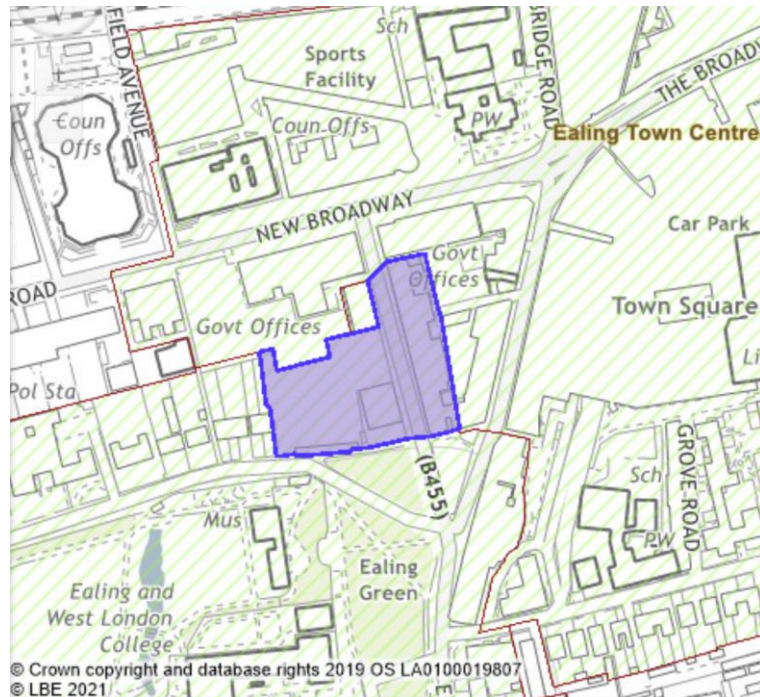 FIELD AVENUE
Sch
BRIDGE ROAD
THE BROADW
Sports
Facility
Coun
Offs
Coun Offs
PW
Ealing Town Centre
NEW BROADWAY
Car Park
Govt
Offices
ROAD
Govt Offices
Town Square
Li
Pol Sta
(B455)
GROVE ROAD
Sch
Mus
PW
Ealing
Green
Ealing and
West London
College
© Crown copyright and database rights 2019 OS LA0100019807
© LBE 2021